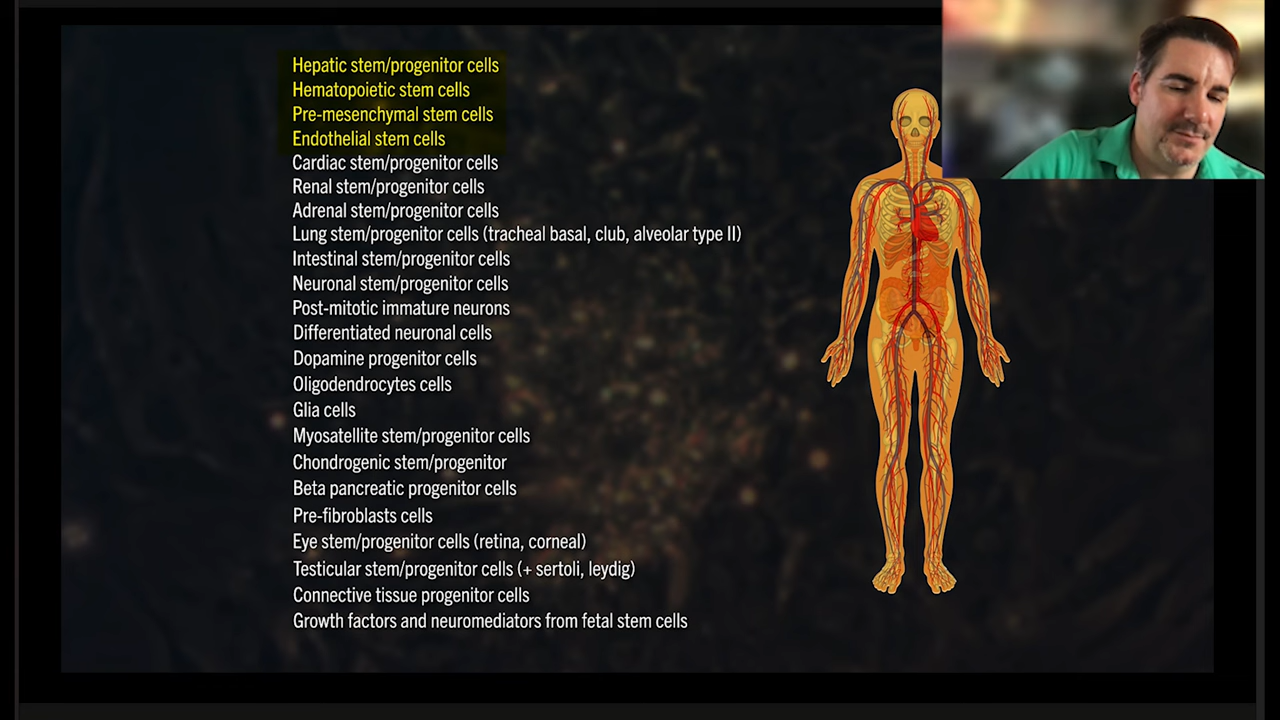 Hepatic stem/progenitor cells
Hematopoietic stem cells
Pre-mesenchymal stem cells
Endothelial stem cells
Cardiac stem/progenitor cells
Renal stem/progenitor cells
Adrenal stem/progenitor cells
Lung stem/progenitor cells (tracheal basal, club, alveolar type II)
Intestinal stem/progenitor cells
Neuronal stem/progenitor cells
Post-mitotic immature neurons
Differentiated neuronal cells
Dopamine progenitor cells
Oligodendrocytes cells
Glia cells
Myosatellite stem/progenitor cells
Chondrogenic stem/progenitor
Beta pancreatic progenitor cells
Pre-fibroblasts cells
Eye stem/progenitor cells (retina, corneal)
Testicular stem/progenitor cells (+ sertoli, leydig)
Connective tissue progenitor cells
Growth factors and neuromediators from fetal stem cells